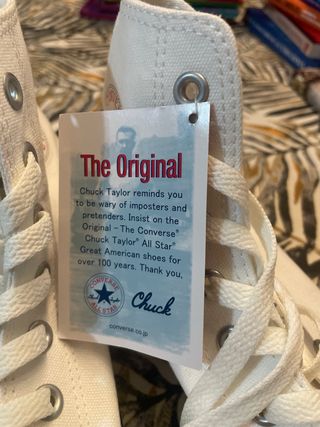 The Original
Chuck Taylor reminds you
to be wary of imposters and
pretenders. Insist on the
Original – The Converse®
Chuck Taylor® All Star®
Great American shoes for
over 100 years. Thank you,
CONVERSE
ALL STAR
Chuck
converse.co.jp